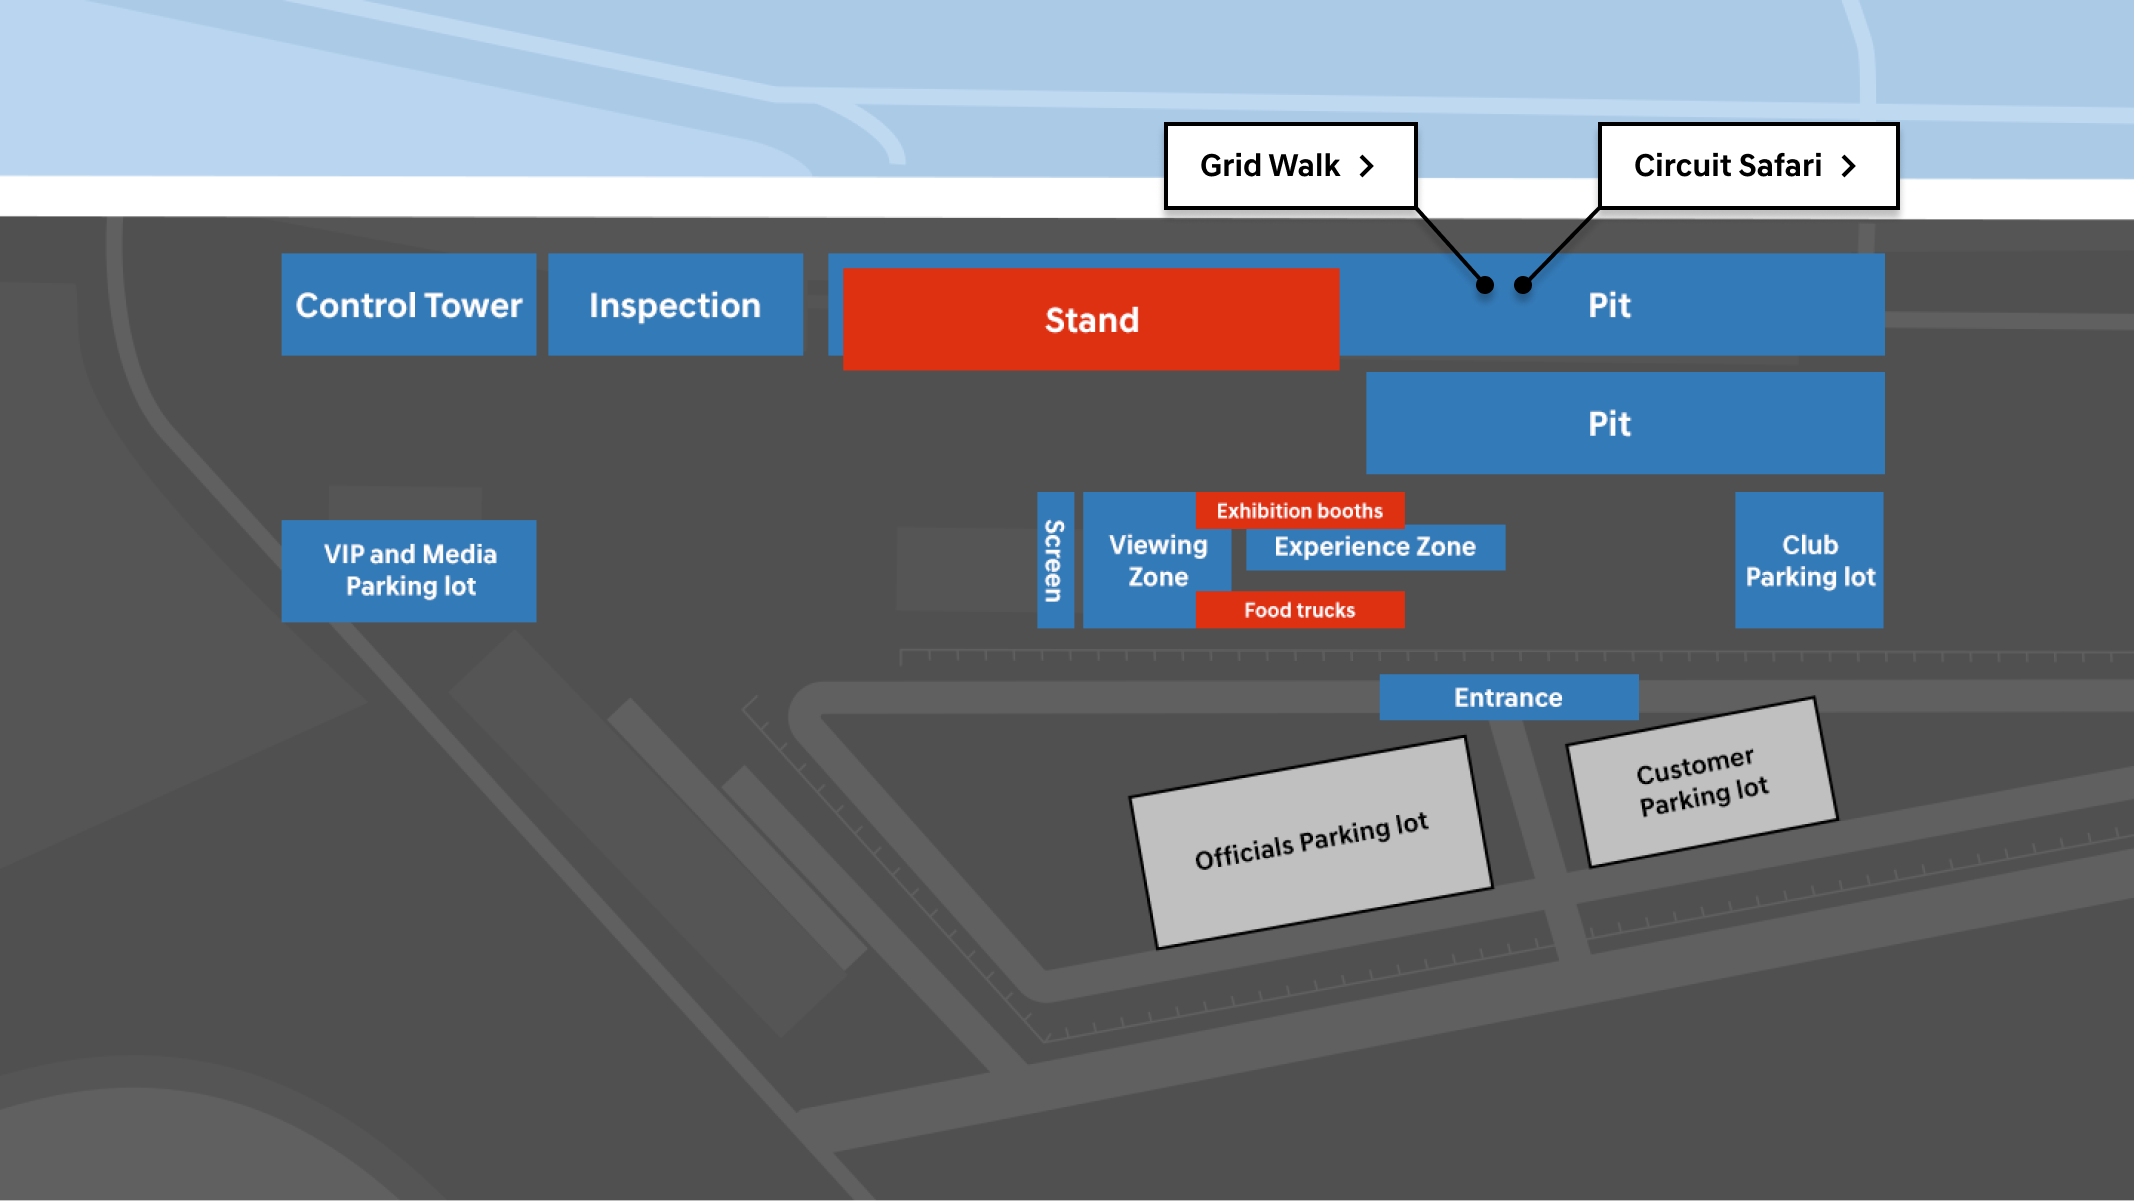 Grid Walk
Circuit Safari
Control Tower
Inspection
Stand
Pit
Pit
VIP and Media
Parking lot
Screen
Viewing
Zone
Exhibition booths
Experience Zone
Food trucks
Club
Parking lot
Entrance
Officials Parking lot
Customer
Parking lot